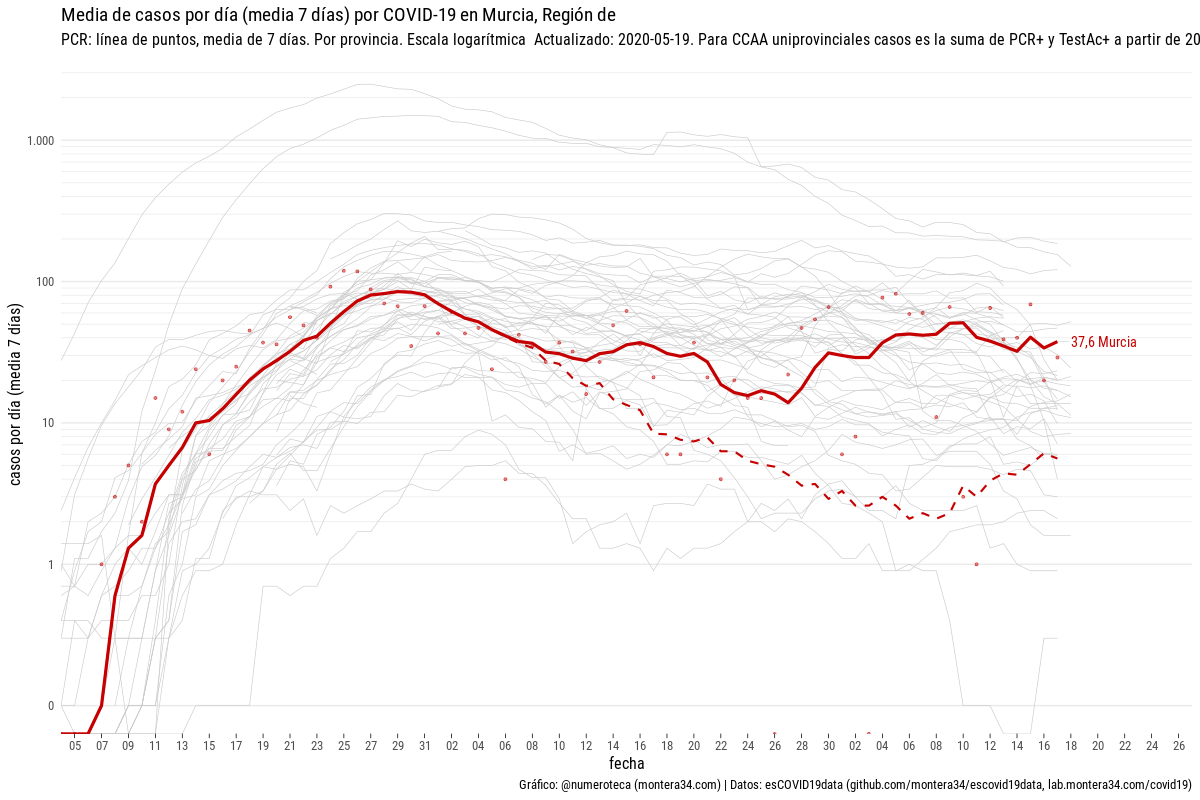 Media de casos por día (media 7 días) por COVID-19 en Murcia, Región de
PCR: línea de puntos, media de 7 días. Por provincia. Escala logarítmica  Actualizado: 2020-05-19. Para CCAA uniprovinciales casos es la suma de PCR+ y TestAc+ a partir de 20
casos por día (media 7 días)
1.000
100
10
1
0
37,6 Murcia
05 07 09 11 13 15 17 19 21 23 25 27 29 31 02 04 06 08 10 12 14 16 18 20 22 24 26 28 30 02 04 06 08 10 12 14 16 18 20 22 24 26
fecha
Gráfico: @numeroteca (montera34.com) | Datos: esCOVID19data (github.com/montera34/escovid19data, lab.montera34.com/covid19)